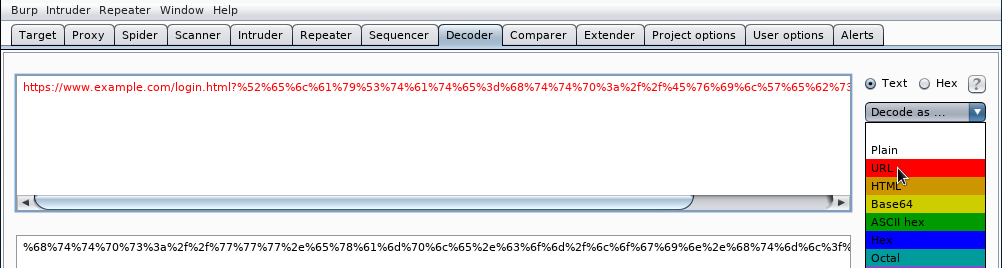 Burp Intruder Repeater Window Help
Target Proxy Spider Scanner Intruder Repeater Sequencer Decoder Comparer Extender Project options User options Alerts
https://www.example.com/login.html?%52%65%6c%61%79%53%74%61%74%65%3d%68%74%74%70%3a%2f%2f%45%76%69%6c%57%65%62%73
Text Hex ?
Decode as ...
Plain
URL
HTML
Base64
ASCII hex
Hex
Octal
%68%74%74%70%73%3a%2f%2f%77%77%77%2e%65%78%61%6d%70%6c%65%2e%63%6f%6d%2f%6c%6f%67%69%6e%2e%68%74%6d%6c%3f%